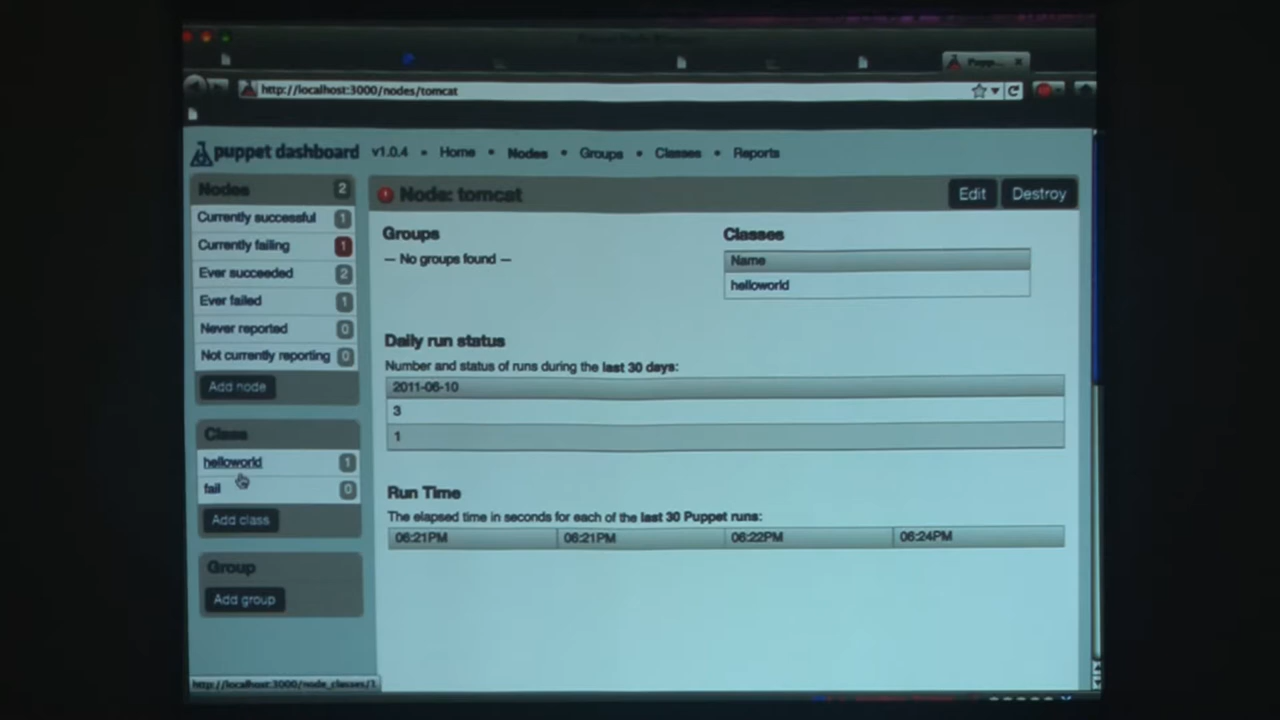 Pupp...
http://localhost:3000/nodes/tomcat
puppet dashboard v1.0.4 • Home • Nodes • Groups • Classes • Reports
Nodes 2
Currently successful 1
Currently failing 1
Ever succeeded 2
Ever failed 1
Never reported 0
Not currently reporting 0
Add node
Class
helloworld 1
fail 0
Add class
Group
Add group
Node: tomcat
Edit Destroy
Groups
— No groups found —
Classes
Name
helloworld
Daily run status
Number and status of runs during the last 30 days:
2011-06-10
3
1
Run Time
The elapsed time in seconds for each of the last 30 Puppet runs:
06:21PM 06:21PM 06:22PM 06:24PM
http://localhost:3000/node_classes/1